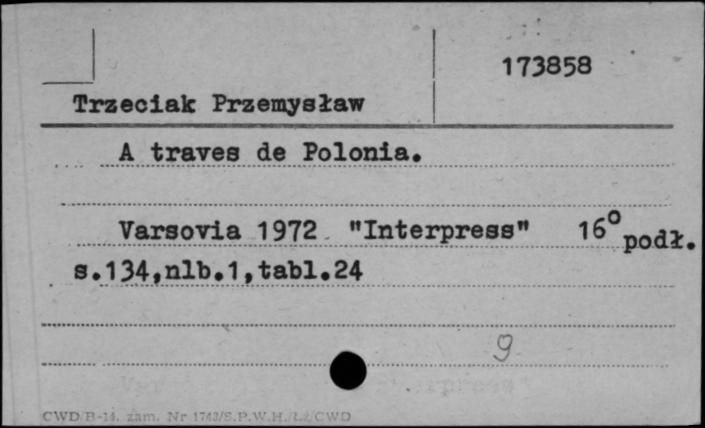 173858
Trzeciak Przemysław
A traves de Polonia.
Varsovia 1972 "Interpress" 16° podł.
s.134,nlb.1,tabl.24
9
CWD/B-14. zam. Nr 1743/S.P.W.H./Lż/CWD